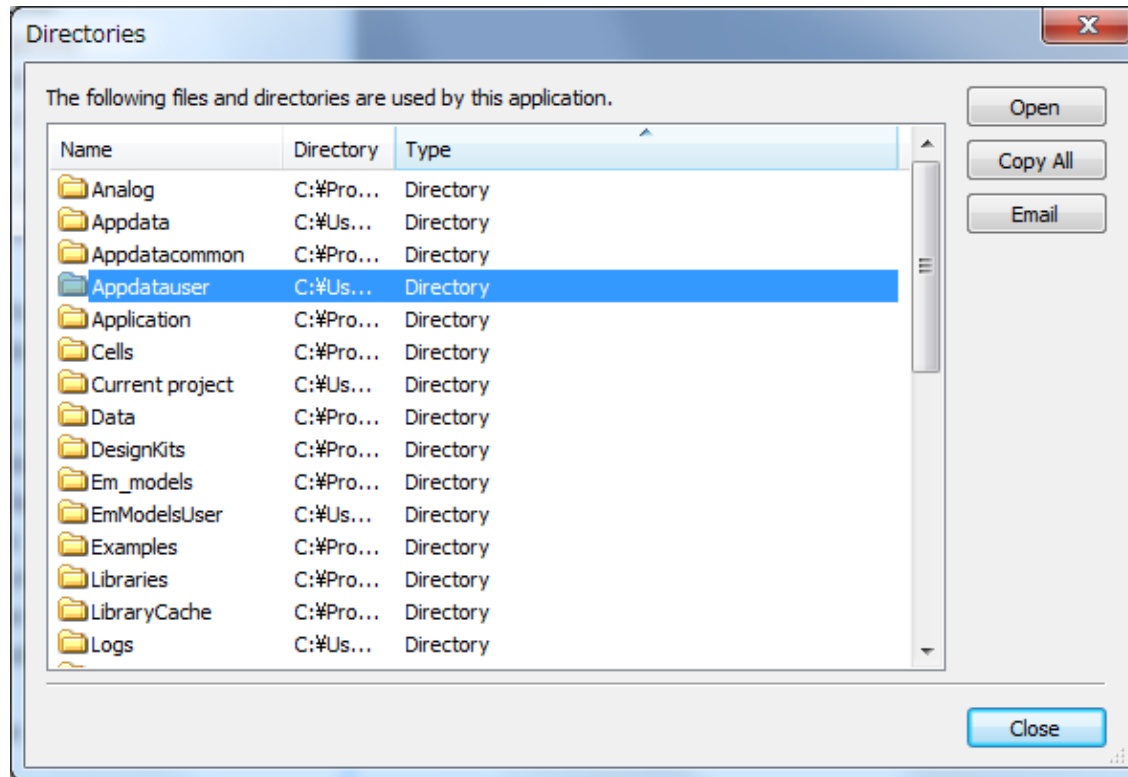 Directories
The following files and directories are used by this application.
Open
Copy All
Email
Name Directory Type
Analog C:¥Pro... Directory
Appdata C:¥Us... Directory
Appdatacommon C:¥Pro... Directory
Appdatauser C:¥Us... Directory
Application C:¥Pro... Directory
Cells C:¥Pro... Directory
Current project C:¥Us... Directory
Data C:¥Pro... Directory
DesignKits C:¥Pro... Directory
Em_models C:¥Pro... Directory
EmModelsUser C:¥Us... Directory
Examples C:¥Pro... Directory
Libraries C:¥Pro... Directory
LibraryCache C:¥Pro... Directory
Logs C:¥Us... Directory
Close